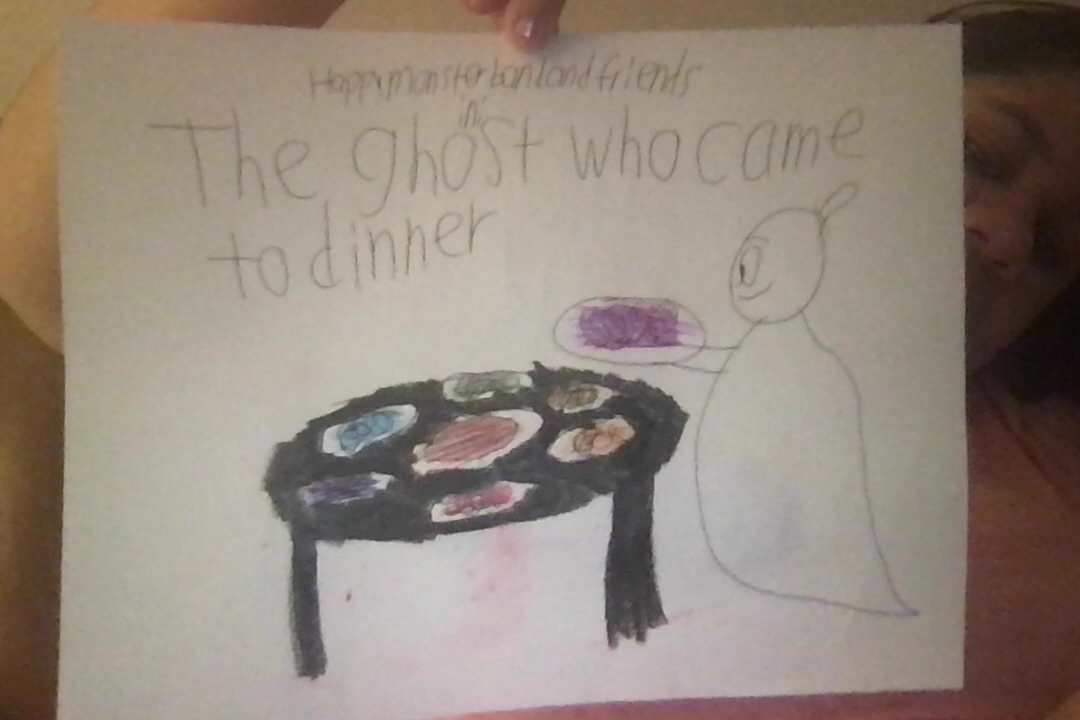 Happy monster band and friends
in
The ghost who came
to dinner